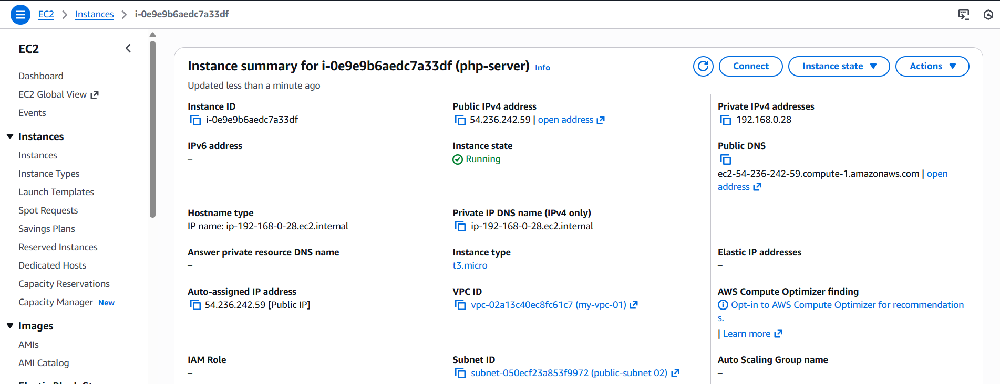 EC2 > Instances > i-0e9e9b6aedc7a33df
EC2
Dashboard
EC2 Global View
Events
Instances
Instances
Instance Types
Launch Templates
Spot Requests
Savings Plans
Reserved Instances
Dedicated Hosts
Capacity Reservations
Capacity Manager New
Images
AMIs
AMI Catalog
Instance summary for i-0e9e9b6aedc7a33df (php-server) Info
Updated less than a minute ago
Connect
Instance state
Actions
Instance ID
i-0e9e9b6aedc7a33df
Public IPv4 address
54.236.242.59 | open address
Private IPv4 addresses
192.168.0.28
IPv6 address
–
Instance state
Running
Public DNS
ec2-54-236-242-59.compute-1.amazonaws.com | open
address
Hostname type
IP name: ip-192-168-0-28.ec2.internal
Private IP DNS name (IPv4 only)
ip-192-168-0-28.ec2.internal
Answer private resource DNS name
–
Instance type
t3.micro
Elastic IP addresses
–
Auto-assigned IP address
54.236.242.59 [Public IP]
VPC ID
vpc-02a13c40ec8fc61c7 (my-vpc-01)
AWS Compute Optimizer finding
Opt-in to AWS Compute Optimizer for recommendation
s.
| Learn more
IAM Role
–
Subnet ID
subnet-050ecf23a853f9972 (public-subnet 02)
Auto Scaling Group name
–